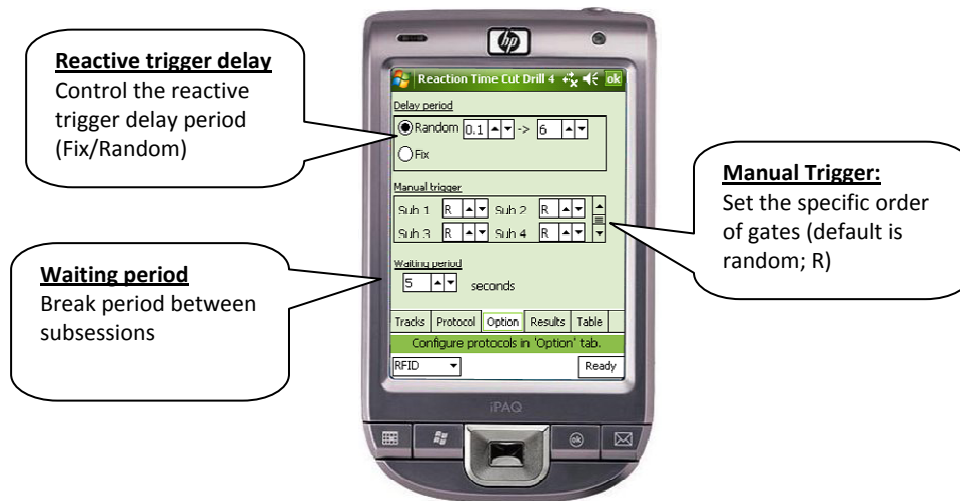 Reactive trigger delay
Control the reactive
trigger delay period
(Fix/Random)
Waiting period
Break period between
subsessions
Manual Trigger:
Set the specific order
of gates (default is
random; R)
hp
Reaction Time Cut Drill 4 ok
Delay period
Random 0.1 -> 6
Fix
Manual trigger
Sub 1 R Sub 2 R
Sub 3 R Sub 4 R
Waiting period
5 seconds
Tracks Protocol Option Results Table
Configure protocols in 'Option' tab.
RFID Ready
iPAQ
ok